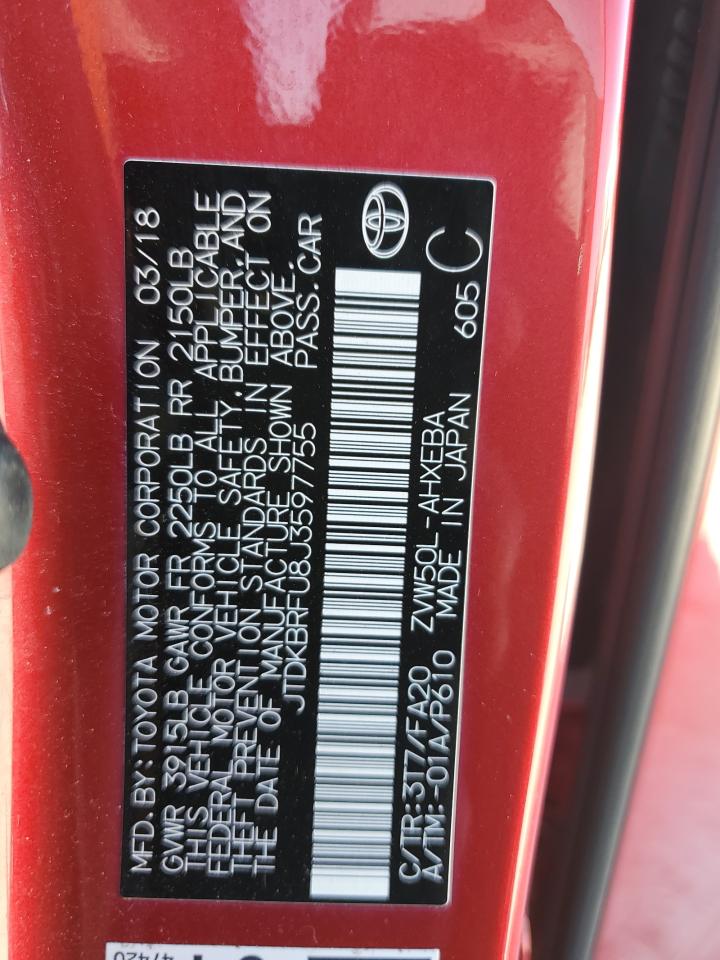 MFD. BY: TOYOTA MOTOR CORPORATION 03/18
GVWR 3915LB GAWR FR 2250LB RR 2150LB
THIS VEHICLE CONFORMS TO ALL APPLICABLE
FEDERAL MOTOR VEHICLE SAFETY, BUMPER, AND
THEFT PREVENTION STANDARDS IN EFFECT ON
THE DATE OF MANUFACTURE SHOWN ABOVE.
JTDKBRFU8J3597755 PASS. CAR
C/TR: 3T7/FA20 ZVW50L-AHXEBA
A/TM: -01A/P610 MADE IN JAPAN 605 C
47420